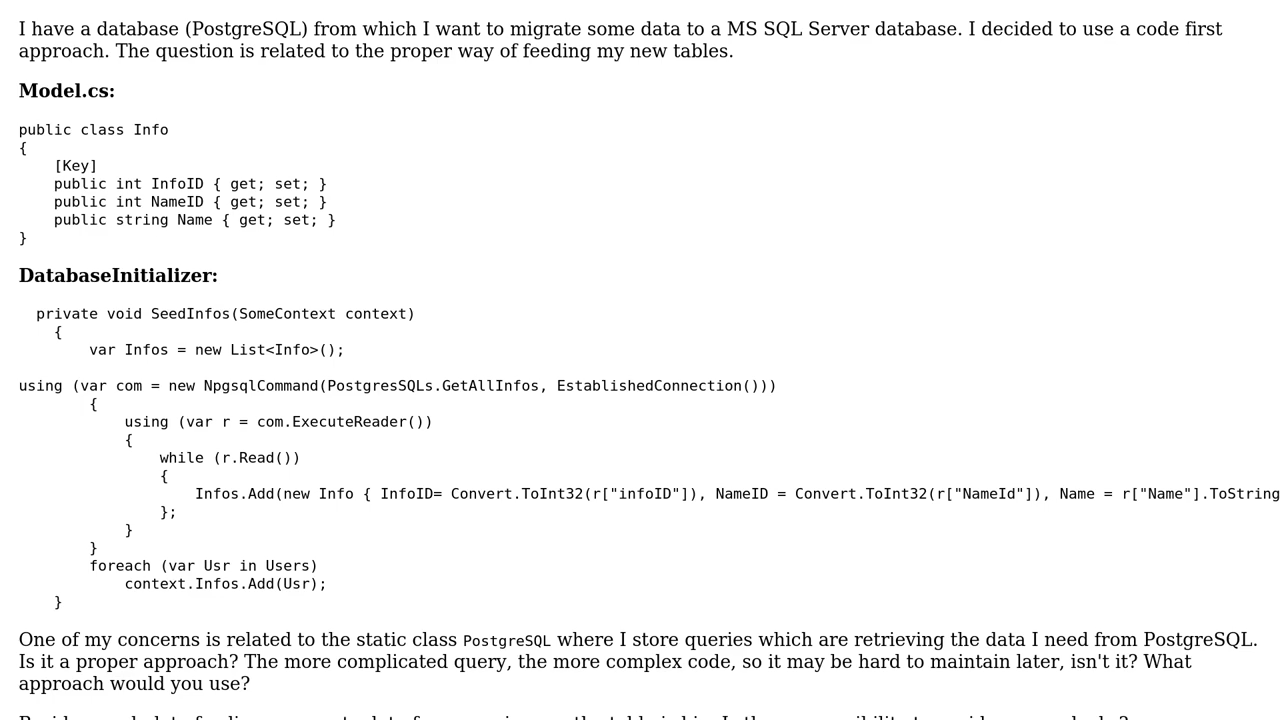 I have a database (PostgreSQL) from which I want to migrate some data to a MS SQL Server database. I decided to use a code first
approach. The question is related to the proper way of feeding my new tables.
Model.cs:
public class Info
{
    [Key]
    public int InfoID { get; set; }
    public int NameID { get; set; }
    public string Name { get; set; }
}
DatabaseInitializer:
  private void SeedInfos(SomeContext context)
    {
        var Infos = new List<Info>();
using (var com = new NpgsqlCommand(PostgresSQLs.GetAllInfos, EstablishedConnection()))
        {
            using (var r = com.ExecuteReader())
            {
                while (r.Read())
                {
                    Infos.Add(new Info { InfoID= Convert.ToInt32(r["infoID"]), NameID = Convert.ToInt32(r["NameId"]), Name = r["Name"].ToString
                };
            }
        }
        foreach (var Usr in Users)
            context.Infos.Add(Usr);
    }
One of my concerns is related to the static class PostgreSQL where I store queries which are retrieving the data I need from PostgreSQL.
Is it a proper approach? The more complicated query, the more complex code, so it may be hard to maintain later, isn't it? What
approach would you use?